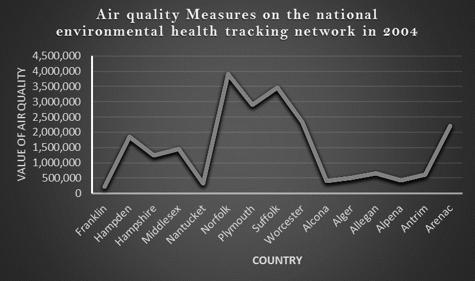 Air quality Measures on the national
environmental health tracking network in 2004
VALUE OF AIR QUALITY
4,500,000
4,000,000
3,500,000
3,000,000
2,500,000
2,000,000
1,500,000
1,000,000
500,000
0
Franklin
Hampden
Hampshire
Middlesex
Nantucket
Norfolk
Plymouth
Suffolk
Worcester
Alcona
Alger
Allegan
Alpena
Antrim
Arenac
COUNTRY